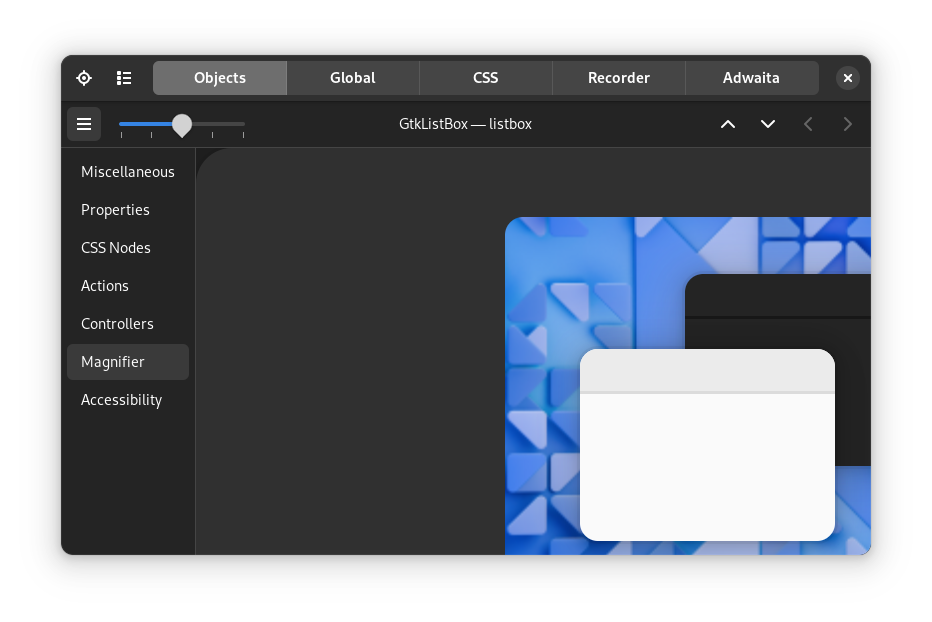 Objects Global CSS Recorder Adwaita
GtkListBox — listbox
Miscellaneous
Properties
CSS Nodes
Actions
Controllers
Magnifier
Accessibility